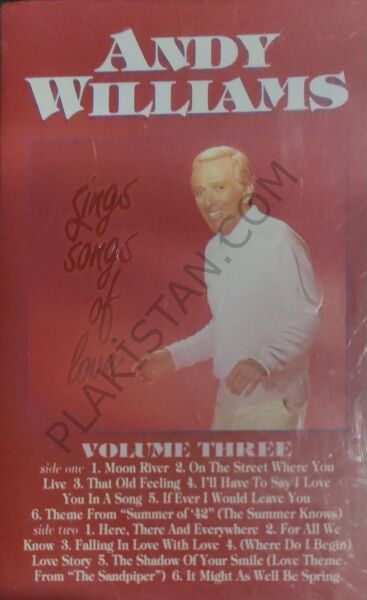 ANDY
WILLIAMS
sings
songs
of
love
PLAKISTAN.COM
VOLUME THREE
side one 1. Moon River 2. On The Street Where You
Live 3. That Old Feeling 4. I'll Have To Say I Love
You In A Song 5. If Ever I Would Leave You
6. Theme From "Summer of '42" (The Summer Knows)
side two 1. Here, There And Everywhere 2. For All We
Know 3. Falling In Love With Love 4. (Where Do I Begin)
Love Story 5. The Shadow Of Your Smile (Love Theme
From "The Sandpiper") 6. It Might As Well Be Spring